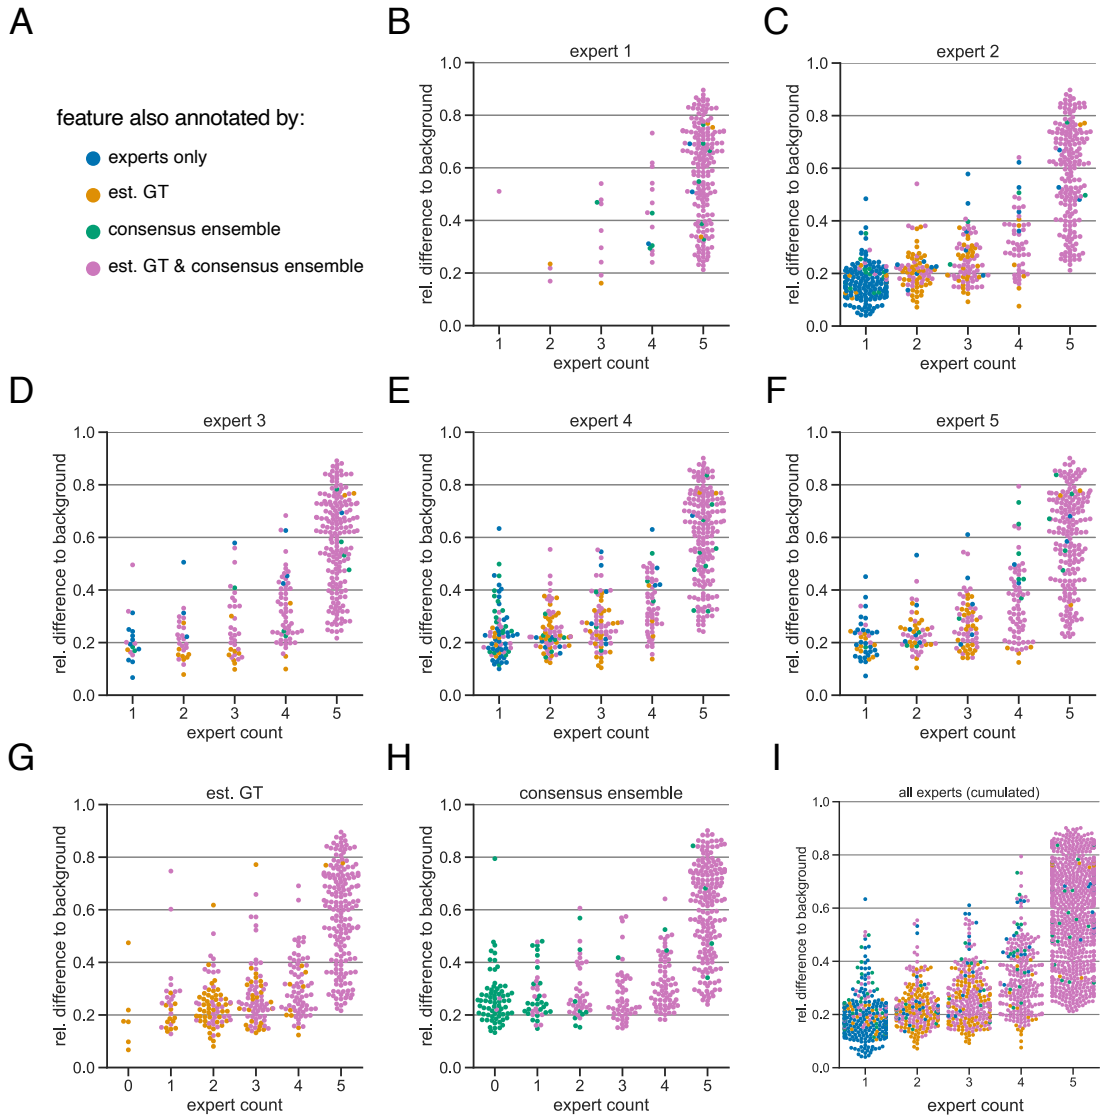 A
feature also annotated by:
experts only
est. GT
consensus ensemble
est. GT & consensus ensemble
B
expert 1
rel. difference to background
1.0
0.8
0.6
0.4
0.2
0.0
1 2 3 4 5
expert count
C
expert 2
rel. difference to background
1.0
0.8
0.6
0.4
0.2
0.0
1 2 3 4 5
expert count
D
expert 3
rel. difference to background
1.0
0.8
0.6
0.4
0.2
0.0
1 2 3 4 5
expert count
E
expert 4
rel. difference to background
1.0
0.8
0.6
0.4
0.2
0.0
1 2 3 4 5
expert count
F
expert 5
rel. difference to background
1.0
0.8
0.6
0.4
0.2
0.0
1 2 3 4 5
expert count
G
est. GT
rel. difference to background
1.0
0.8
0.6
0.4
0.2
0.0
0 1 2 3 4 5
expert count
H
consensus ensemble
rel. difference to background
1.0
0.8
0.6
0.4
0.2
0.0
0 1 2 3 4 5
expert count
I
all experts (cumulated)
rel. difference to background
1.0
0.8
0.6
0.4
0.2
0.0
1 2 3 4 5
expert count